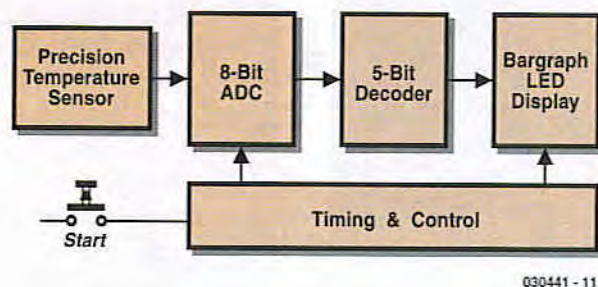 Precision
Temperature
Sensor
8-Bit
ADC
5-Bit
Decoder
Bargraph
LED
Display
Start
Timing & Control
030441 - 11